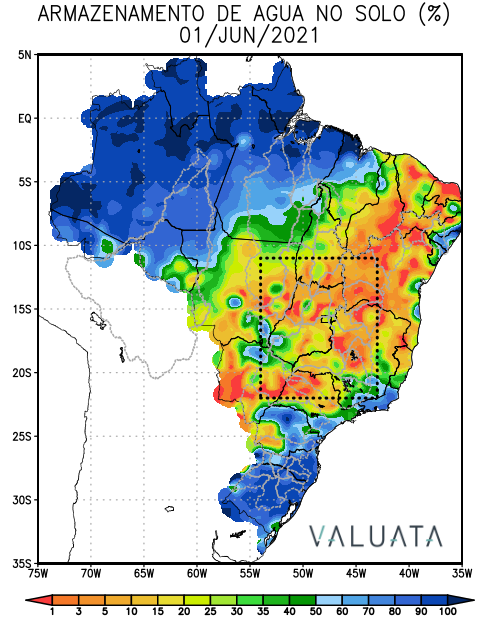 ARMAZENAMENTO DE AGUA NO SOLO (%)
01/JUN/2021
5N
EQ
5S
10S
15S
20S
25S
30S
35S
VALUATA
75W 70W 65W 60W 55W 50W 45W 40W 35W
1 3 5 10 15 20 25 30 35 40 50 60 70 80 90 100